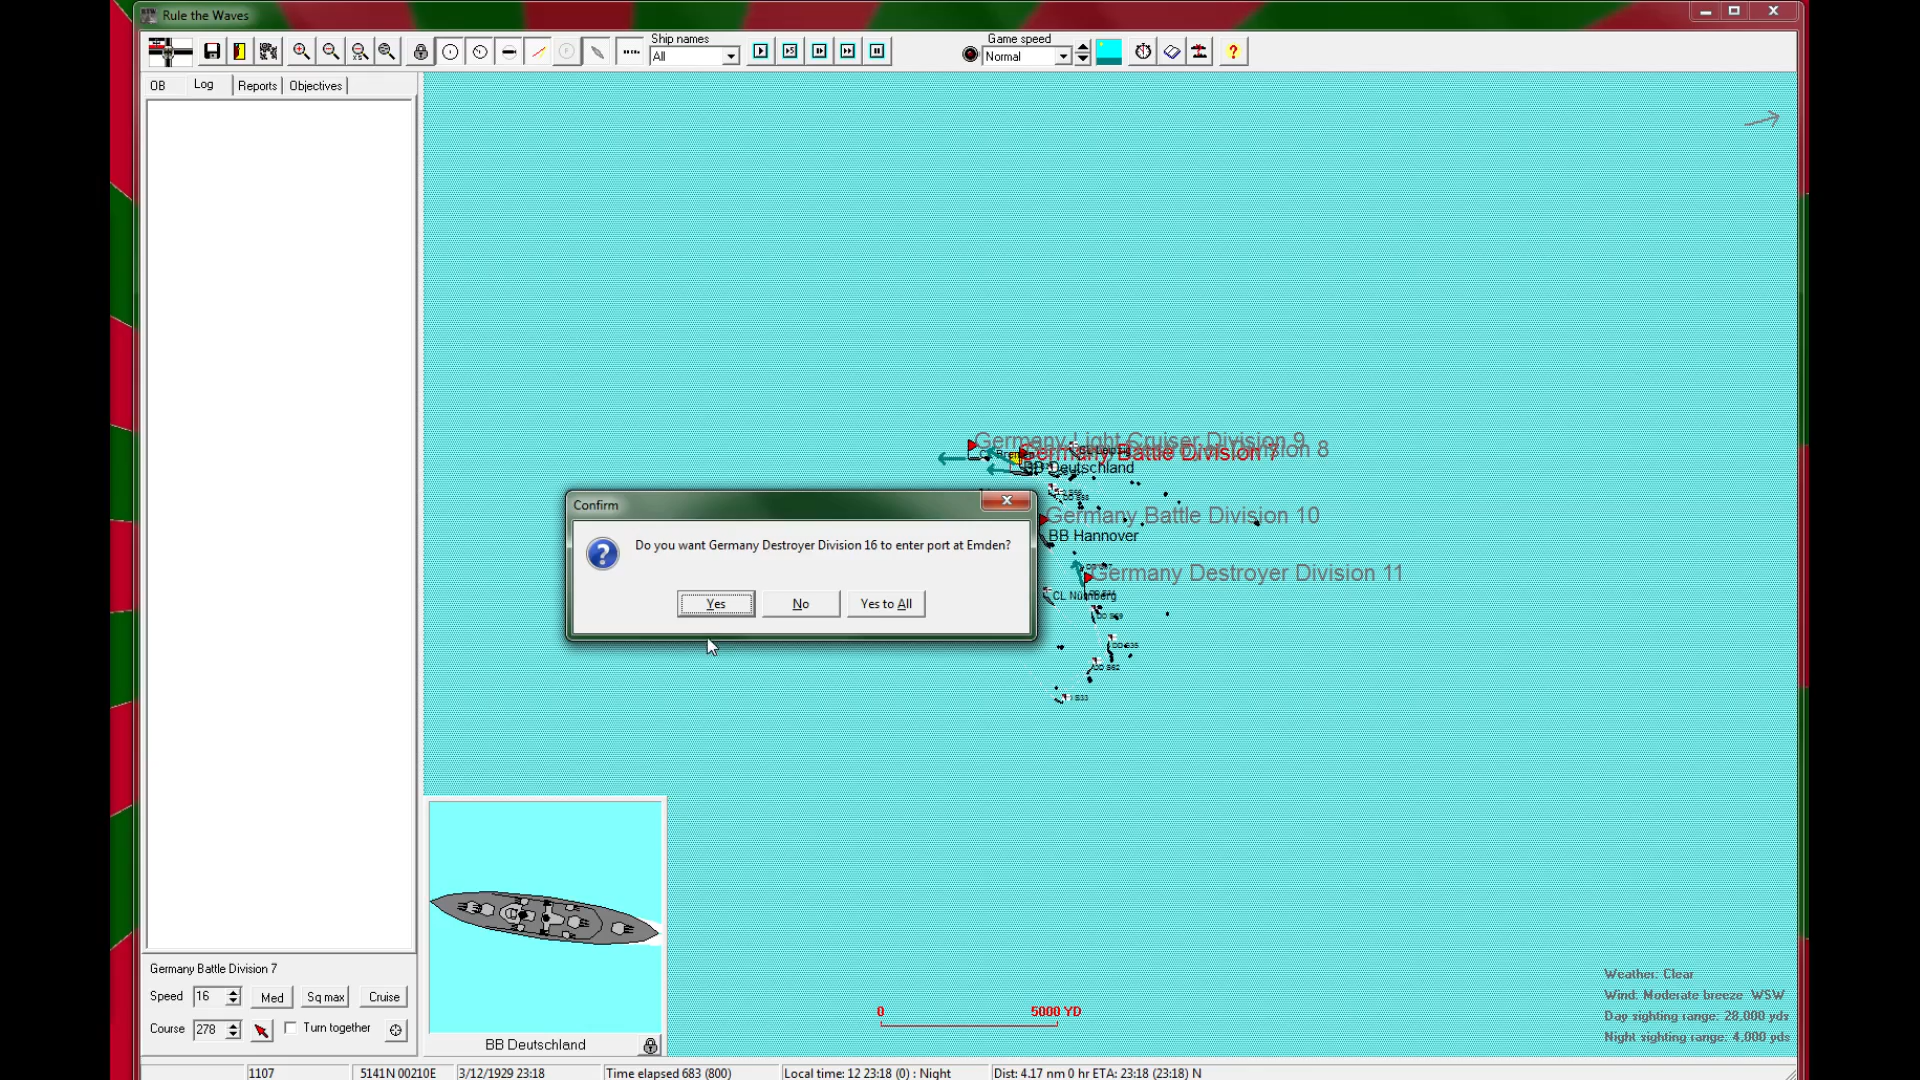 Rule the Waves
Ship names
All
Game speed
Normal
OB
Log
Reports
Objectives
Germany Light Cruiser Division 9
Germany Battle Division 7
BB Deutschland
Germany Battle Division 10
BB Hannover
Germany Destroyer Division 11
CL Nürnberg
Confirm
Do you want Germany Destroyer Division 16 to enter port at Emden?
Yes
No
Yes to All
Germany Battle Division 7
Speed
16
Med
Sq max
Cruise
Course
278
Turn together
BB Deutschland
0
5000 YD
Weather: Clear
Wind: Moderate breeze WSW
Day sighting range: 28,000 yds
Night sighting range: 4,000 yds
1107
5141N 00210E
3/12/1929 23:18
Time elapsed 683 (800)
Local time: 12 23:18 (0) : Night
Dist: 4.17 nm 0 hr ETA: 23:18 (23:18) N